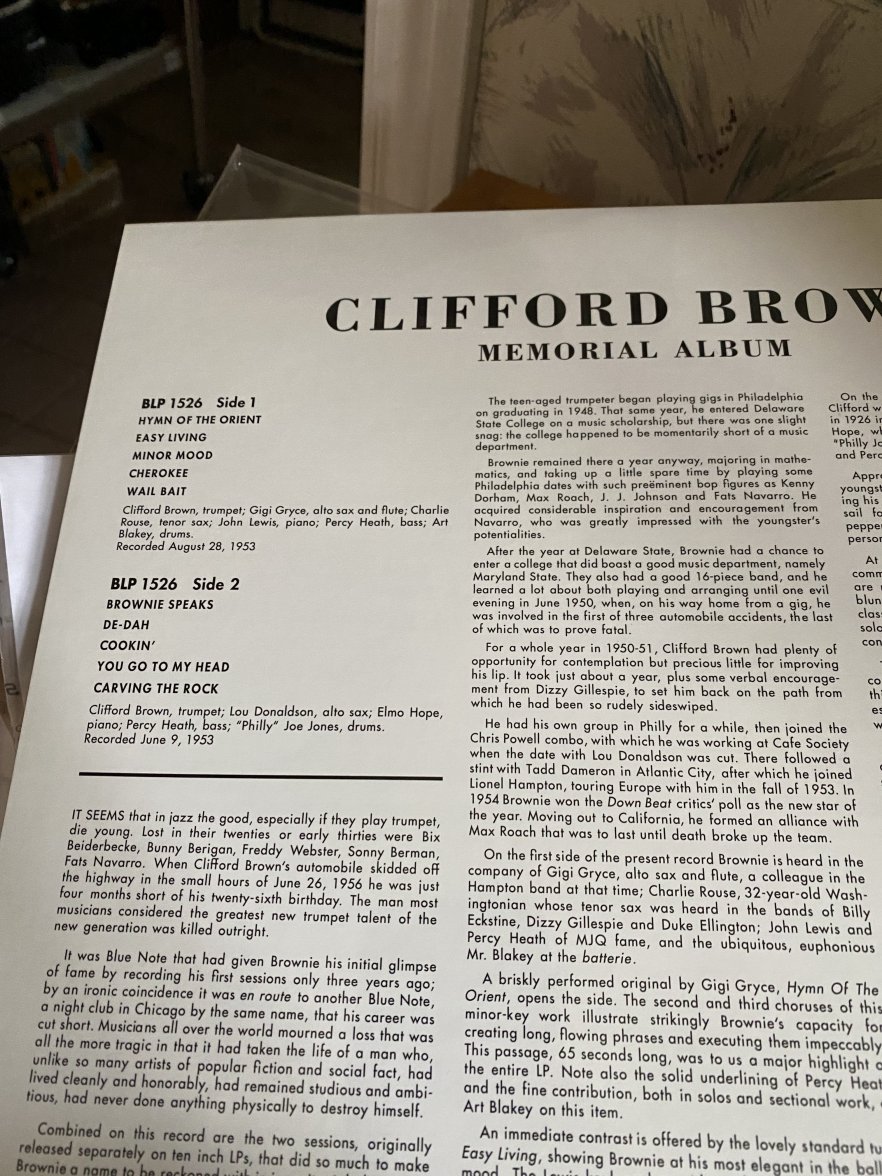 CLIFFORD BROW
MEMORIAL ALBUM
BLP 1526 Side 1
HYMN OF THE ORIENT
EASY LIVING
MINOR MOOD
CHEROKEE
WAIL BAIT
Clifford Brown, trumpet; Gigi Gryce, alto sax and flute; Charlie
Rouse, tenor sax; John Lewis, piano; Percy Heath, bass; Art
Blakey, drums.
Recorded August 28, 1953
BLP 1526 Side 2
BROWNIE SPEAKS
DE-DAH
COOKIN'
YOU GO TO MY HEAD
CARVING THE ROCK
Clifford Brown, trumpet; Lou Donaldson, alto sax; Elmo Hope,
piano; Percy Heath, bass; "Philly" Joe Jones, drums.
Recorded June 9, 1953
IT SEEMS that in jazz the good, especially if they play trumpet,
die young. Lost in their twenties or early thirties were Bix
Beiderbecke, Bunny Berigan, Freddy Webster, Sonny Berman,
Fats Navarro. When Clifford Brown's automobile skidded off
the highway in the small hours of June 26, 1956 he was just
four months short of his twenty-sixth birthday. The man most
musicians considered the greatest new trumpet talent of the
new generation was killed outright.
It was Blue Note that had given Brownie his initial glimpse
of fame by recording his first sessions only three years ago;
by an ironic coincidence it was en route to another Blue Note,
a night club in Chicago by the same name, that his career was
cut short. Musicians all over the world mourned a loss that was
all the more tragic in that it had taken the life of a man who,
unlike so many artists of popular fiction and social fact, had
lived cleanly and honorably, had remained studious and ambi-
tious, had never done anything physically to destroy himself.
Combined on this record are the two sessions, originally
released separately on ten inch LPs, that did so much to make
Brownie a name to be reckoned with
The teen-aged trumpeter began playing gigs in Philadelphia
on graduating in 1948. That same year, he entered Delaware
State College on a music scholarship, but there was one slight
snag: the college happened to be momentarily short of a music
department.
Brownie remained there a year anyway, majoring in mathe-
matics, and taking up a little spare time by playing some
Philadelphia dates with such preëminent bop figures as Kenny
Dorham, Max Roach, J. J. Johnson and Fats Navarro. He
acquired considerable inspiration and encouragement from
Navarro, who was greatly impressed with the youngster's
potentialities.
After the year at Delaware State, Brownie had a chance to
enter a college that did boast a good music department, namely
Maryland State. They also had a good 16-piece band, and he
learned a lot about both playing and arranging until one evil
evening in June 1950, when, on his way home from a gig, he
was involved in the first of three automobile accidents, the last
of which was to prove fatal.
For a whole year in 1950-51, Clifford Brown had plenty of
opportunity for contemplation but precious little for improving
his lip. It took just about a year, plus some verbal encourage-
ment from Dizzy Gillespie, to set him back on the path from
which he had been so rudely sideswiped.
He had his own group in Philly for a while, then joined the
Chris Powell combo, with which he was working at Cafe Society
when the date with Lou Donaldson was cut. There followed a
stint with Tadd Dameron in Atlantic City, after which he joined
Lionel Hampton, touring Europe with him in the fall of 1953. In
1954 Brownie won the Down Beat critics' poll as the new star of
the year. Moving out to California, he formed an alliance with
Max Roach that was to last until death broke up the team.
On the first side of the present record Brownie is heard in the
company of Gigi Gryce, alto sax and flute, a colleague in the
Hampton band at that time; Charlie Rouse, 32-year-old Wash-
ingtonian whose tenor sax was heard in the bands of Billy
Eckstine, Dizzy Gillespie and Duke Ellington; John Lewis and
Percy Heath of MJQ fame, and the ubiquitous, euphonious
Mr. Blakey at the batterie.
A briskly performed original by Gigi Gryce, Hymn Of The
Orient, opens the side. The second and third choruses of this
minor-key work illustrate strikingly Brownie's capacity for
creating long, flowing phrases and executing them impeccably
This passage, 65 seconds long, was to us a major highlight o
the entire LP. Note also the solid underlining of Percy Heat
and the fine contribution, both in solos and sectional work,
Art Blakey on this item.
An immediate contrast is offered by the lovely standard tu
Easy Living, showing Brownie at his most elegant in the ball
mood. The
On the
Clifford w
in 1926 in
Hope, wh
"Philly Jo
and Perc
Appre
youngst
ing his
sail fo
peppe
person
At
comm
are
blun
clas
solo
con
co
th
es